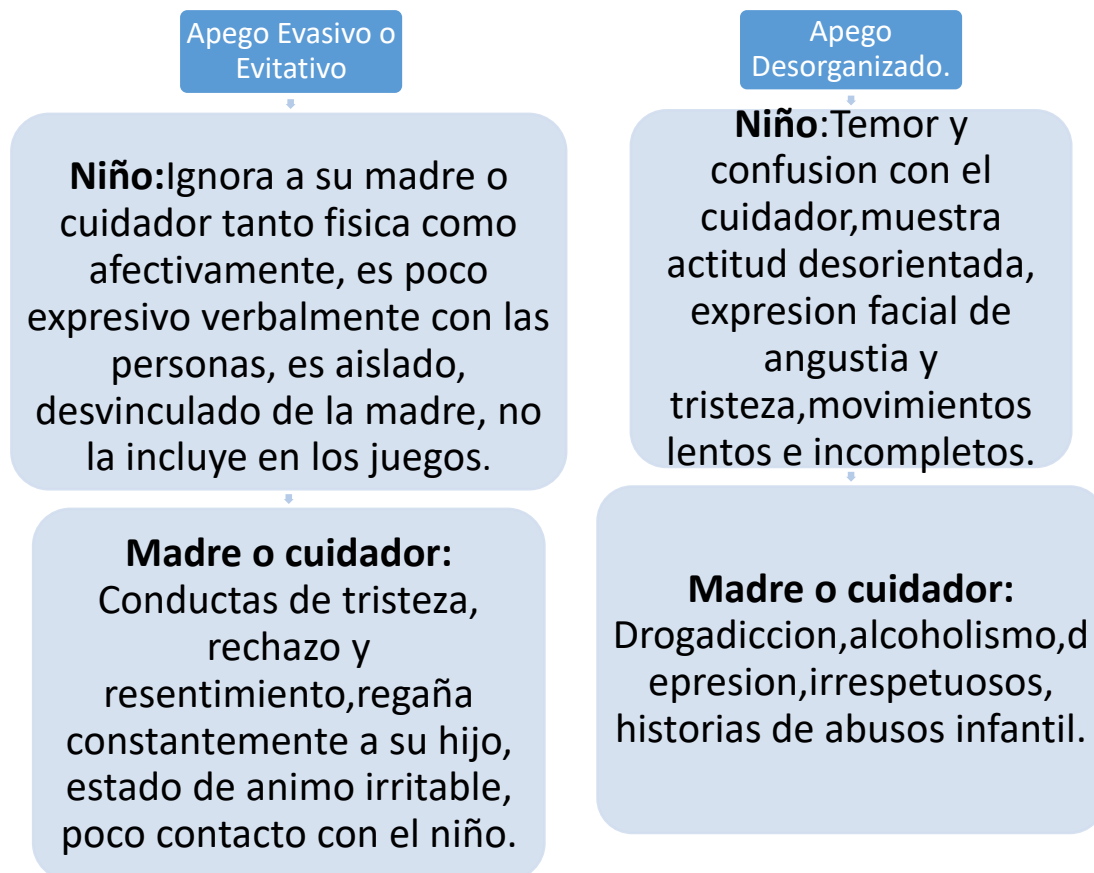 Apego Evasivo o
Evitativo
Niño:Ignora a su madre o
cuidador tanto fisica como
afectivamente, es poco
expresivo verbalmente con las
personas, es aislado,
desvinculado de la madre, no
la incluye en los juegos.
Madre o cuidador:
Conductas de tristeza,
rechazo y
resentimiento,regaña
constantemente a su hijo,
estado de animo irritable,
poco contacto con el niño.
Apego
Desorganizado.
Niño:Temor y
confusion con el
cuidador,muestra
actitud desorientada,
expresion facial de
angustia y
tristeza,movimientos
lentos e incompletos.
Madre o cuidador:
Drogadiccion,alcoholismo,d
epresion,irrespetuosos,
historias de abusos infantil.